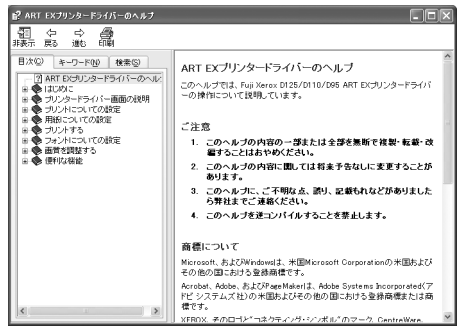 ART EXプリンタードライバーのヘルプ
非表示 戻る 進む 印刷
目次(C) キーワード(N) 検索(S)
ART EXプリンタードライバーのヘル
はじめに
プリンタードライバー画面の説明
プリントについての設定
用紙についての設定
プリントする
フォントについての設定
画質を調整する
便利な機能
ART EXプリンタードライバーのヘルプ
このヘルプでは、Fuji Xerox D125/D110/D95 ART EXプリンタードライバ
ーの操作について説明しています。
ご注意
1. このヘルプの内容の一部または全部を無断で複製・転載・改
編することはおやめください。
2. このヘルプの内容に関しては将来予告なしに変更することが
あります。
3. このヘルプに、ご不明な点、誤り、記載もれなどがありました
ら弊社までご連絡ください。
4. このヘルプを逆コンパイルすることを禁止します。
商標について
Microsoft、およびWindowsは、米国Microsoft Corporationの米国および
その他の国における登録商標です。
Acrobat、Adobe、およびPageMakerは、Adobe Systems Incorporated(ア
ドビ システムズ社)の米国およびその他の国における登録商標または商
標です。
XEROX、そのロゴと"コネクティング・シンボル"のマーク、CentreWare、